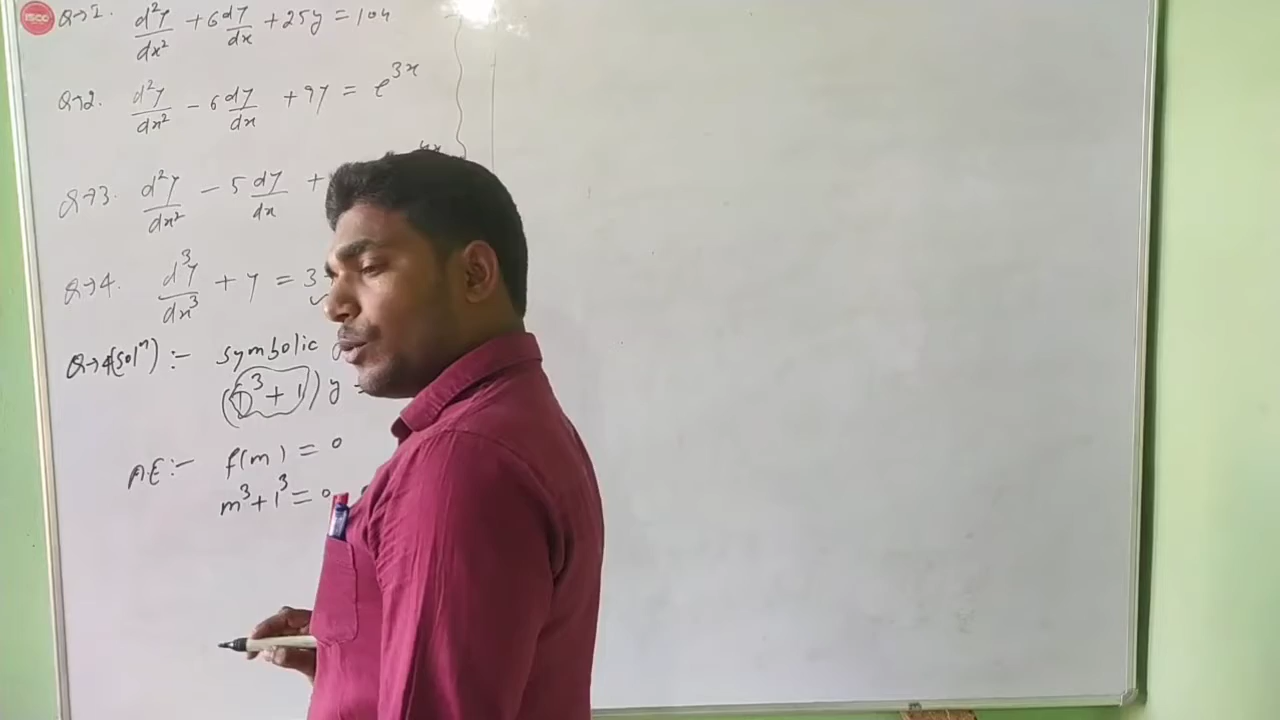 Q→1. d²y/dx² + 6 dy/dx + 25y = 104
Q→2. d²y/dx² - 6 dy/dx + 9y = e^3x
Q→3. d²y/dx² - 5 dy/dx + 4x
Q→4. d³y/dx³ + y = 3
Q→4(Solⁿ) :- Symbolic
(D³ + 1) y
A.E :- f(m) = 0
m³ + 1³ = 0